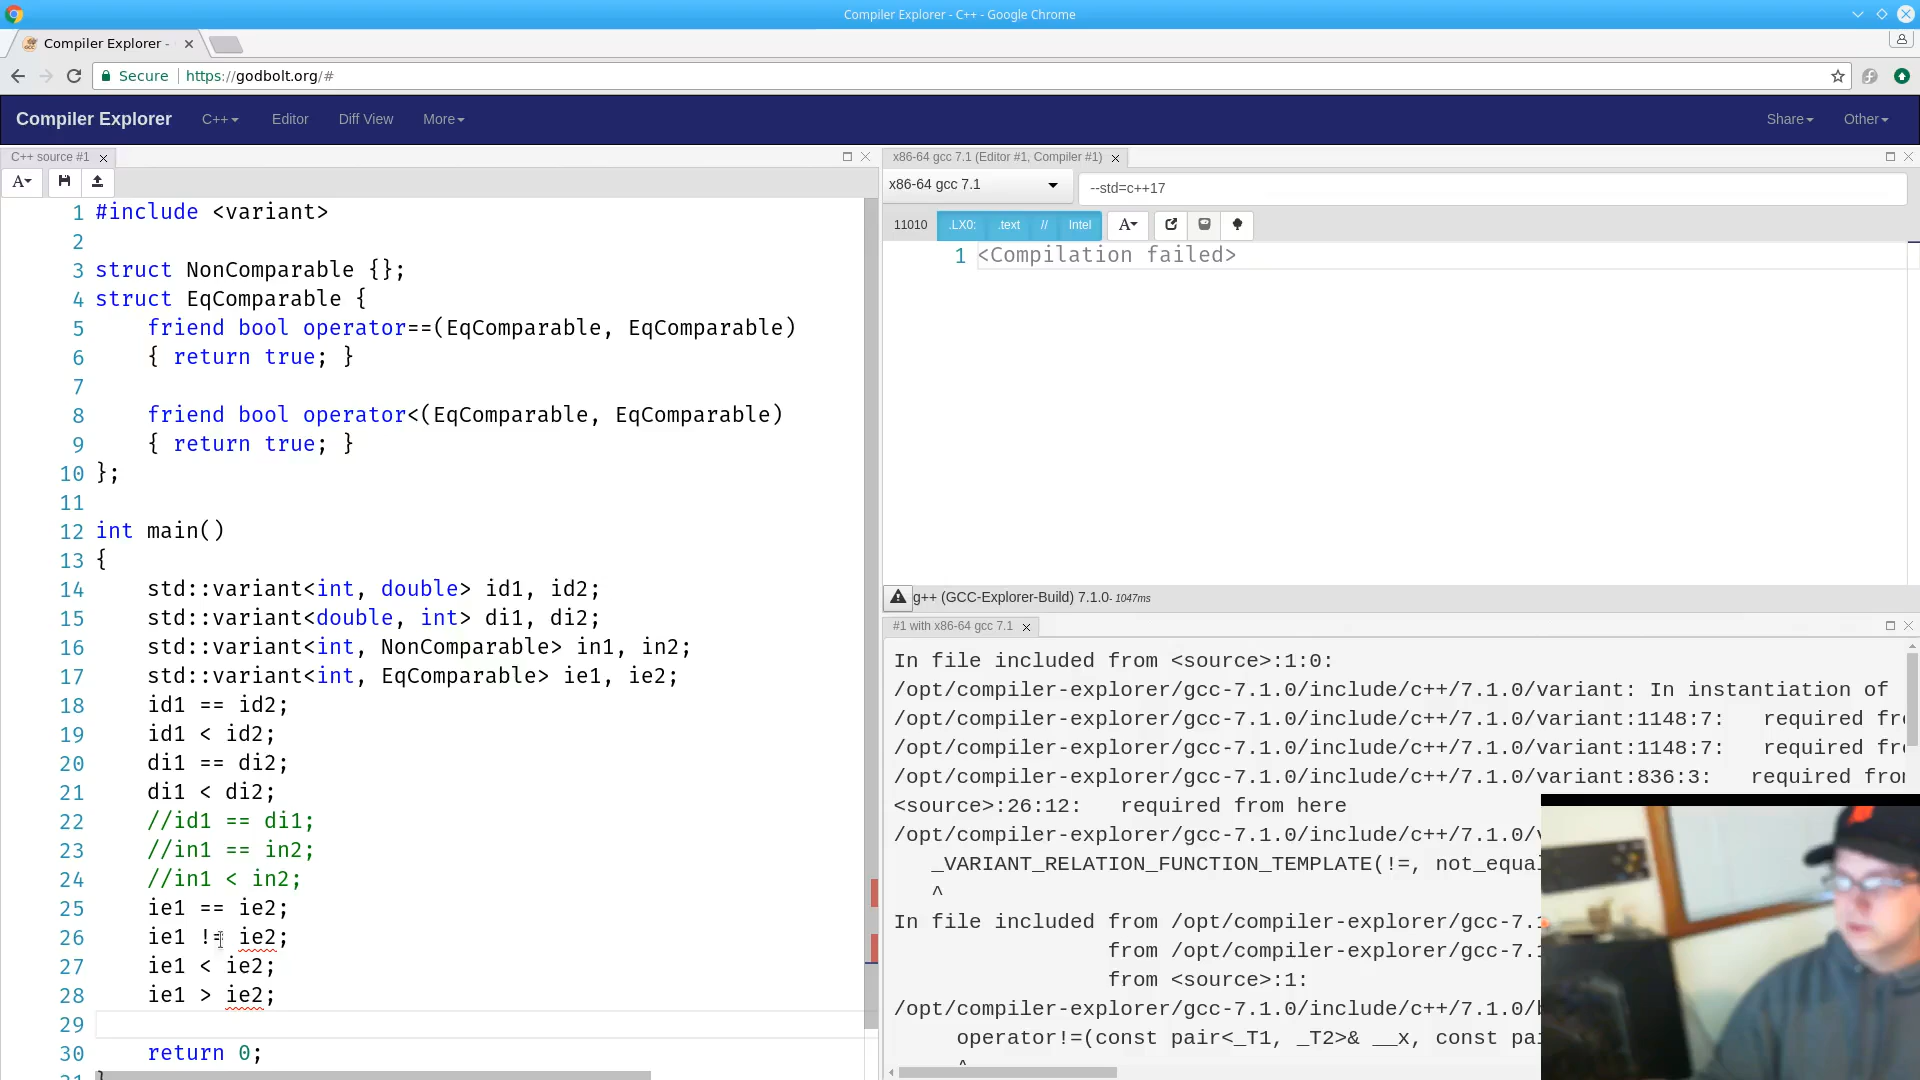 Compiler Explorer - C++ - Google Chrome
Compiler Explorer -
Secure https://godbolt.org/#
Compiler Explorer C++ Editor Diff View More Share Other
C++ source #1
A
#include <variant>
1
2
3 struct NonComparable {};
4 struct EqComparable {
5 friend bool operator==(EqComparable, EqComparable)
6 { return true; }
7
8 friend bool operator<(EqComparable, EqComparable)
9 { return true; }
10 };
11
12 int main()
13 {
14 std::variant<int, double> id1, id2;
15 std::variant<double, int> di1, di2;
16 std::variant<int, NonComparable> in1, in2;
17 std::variant<int, EqComparable> ie1, ie2;
18 id1 == id2;
19 id1 < id2;
20 di1 == di2;
21 di1 < di2;
22 //id1 == di1;
23 //in1 == in2;
24 //in1 < in2;
25 ie1 == ie2;
26 ie1 != ie2;
27 ie1 < ie2;
28 ie1 > ie2;
29
30 return 0;
x86-64 gcc 7.1 (Editor #1, Compiler #1)
x86-64 gcc 7.1 --std=c++17
11010 .LX0: .text // Intel A
1 <Compilation failed>
g++ (GCC-Explorer-Build) 7.1.0 - 1047ms
#1 with x86-64 gcc 7.1
In file included from <source>:1:0:
/opt/compiler-explorer/gcc-7.1.0/include/c++/7.1.0/variant: In instantiation of
/opt/compiler-explorer/gcc-7.1.0/include/c++/7.1.0/variant:1148:7: required fr
/opt/compiler-explorer/gcc-7.1.0/include/c++/7.1.0/variant:1148:7: required fr
/opt/compiler-explorer/gcc-7.1.0/include/c++/7.1.0/variant:836:3: required fro
<source>:26:12: required from here
/opt/compiler-explorer/gcc-7.1.0/include/c++/7.1.0/v
_VARIANT_RELATION_FUNCTION_TEMPLATE(!=, not_equa
^
In file included from /opt/compiler-explorer/gcc-7.
from /opt/compiler-explorer/gcc-7.
from <source>:1:
/opt/compiler-explorer/gcc-7.1.0/include/c++/7.1.0/
operator!=(const pair<_T1, _T2>& __x, const pa
^